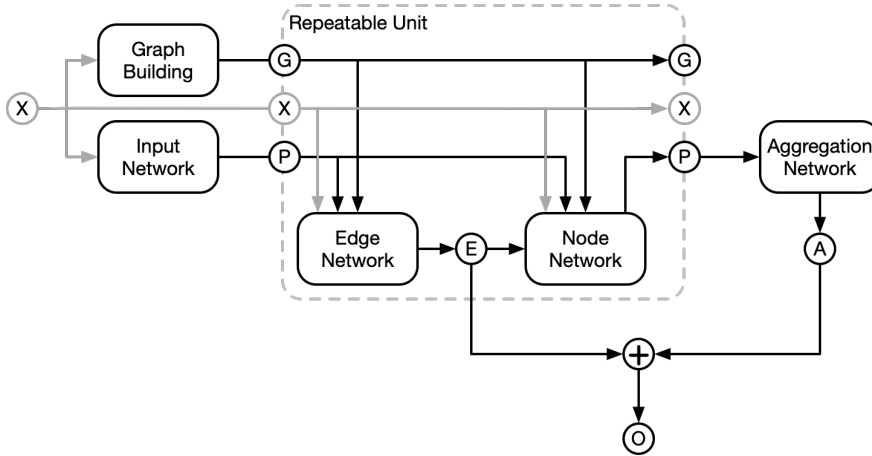 Repeatable Unit
Graph
Building
G
G
X
X
X
Input
Network
P
P
Aggregation
Network
Edge
Network
E
Node
Network
A
+
O